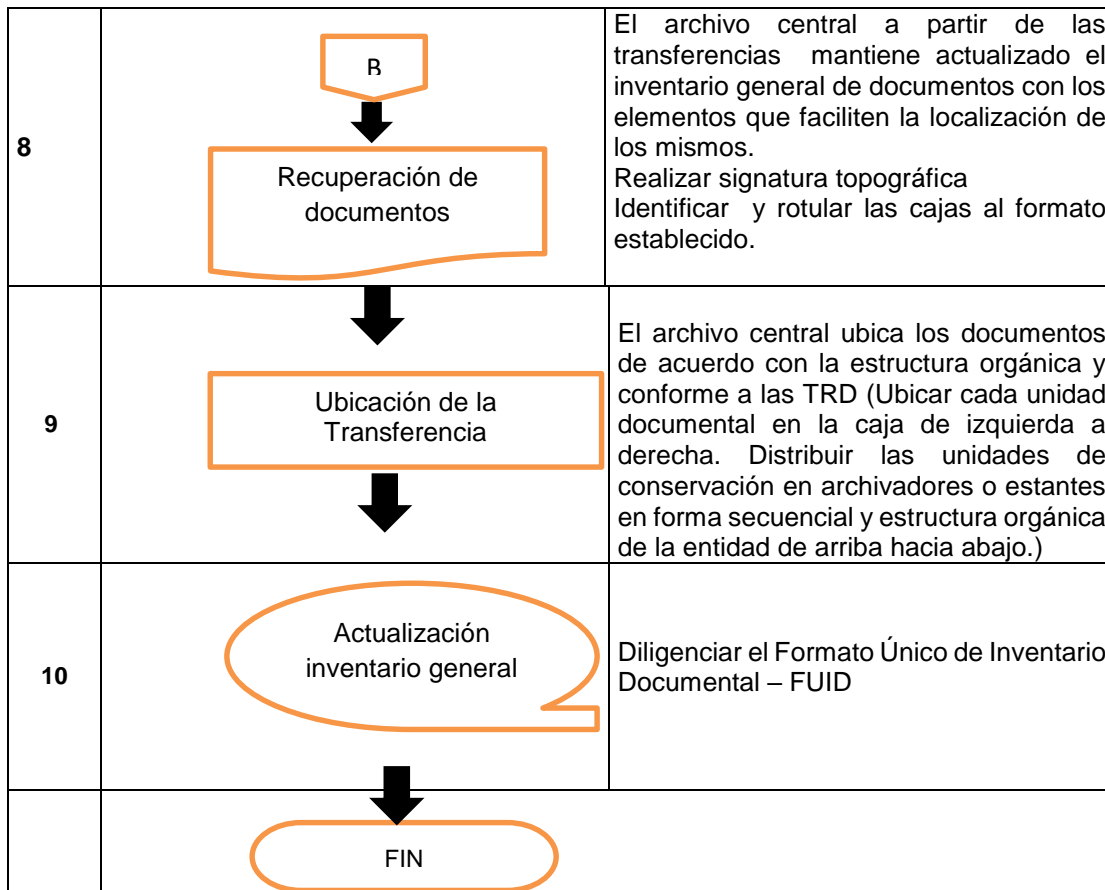 B
8
Recuperación de
documentos
El archivo central a partir de las
transferencias mantiene actualizado el
inventario general de documentos con los
elementos que faciliten la localización de
los mismos.
Realizar signatura topográfica
Identificar y rotular las cajas al formato
establecido.
9
Ubicación de la
Transferencia
El archivo central ubica los documentos
de acuerdo con la estructura orgánica y
conforme a las TRD (Ubicar cada unidad
documental en la caja de izquierda a
derecha. Distribuir las unidades de
conservación en archivadores o estantes
en forma secuencial y estructura orgánica
de la entidad de arriba hacia abajo.)
10
Actualización
inventario general
Diligenciar el Formato Único de Inventario
Documental – FUID
FIN